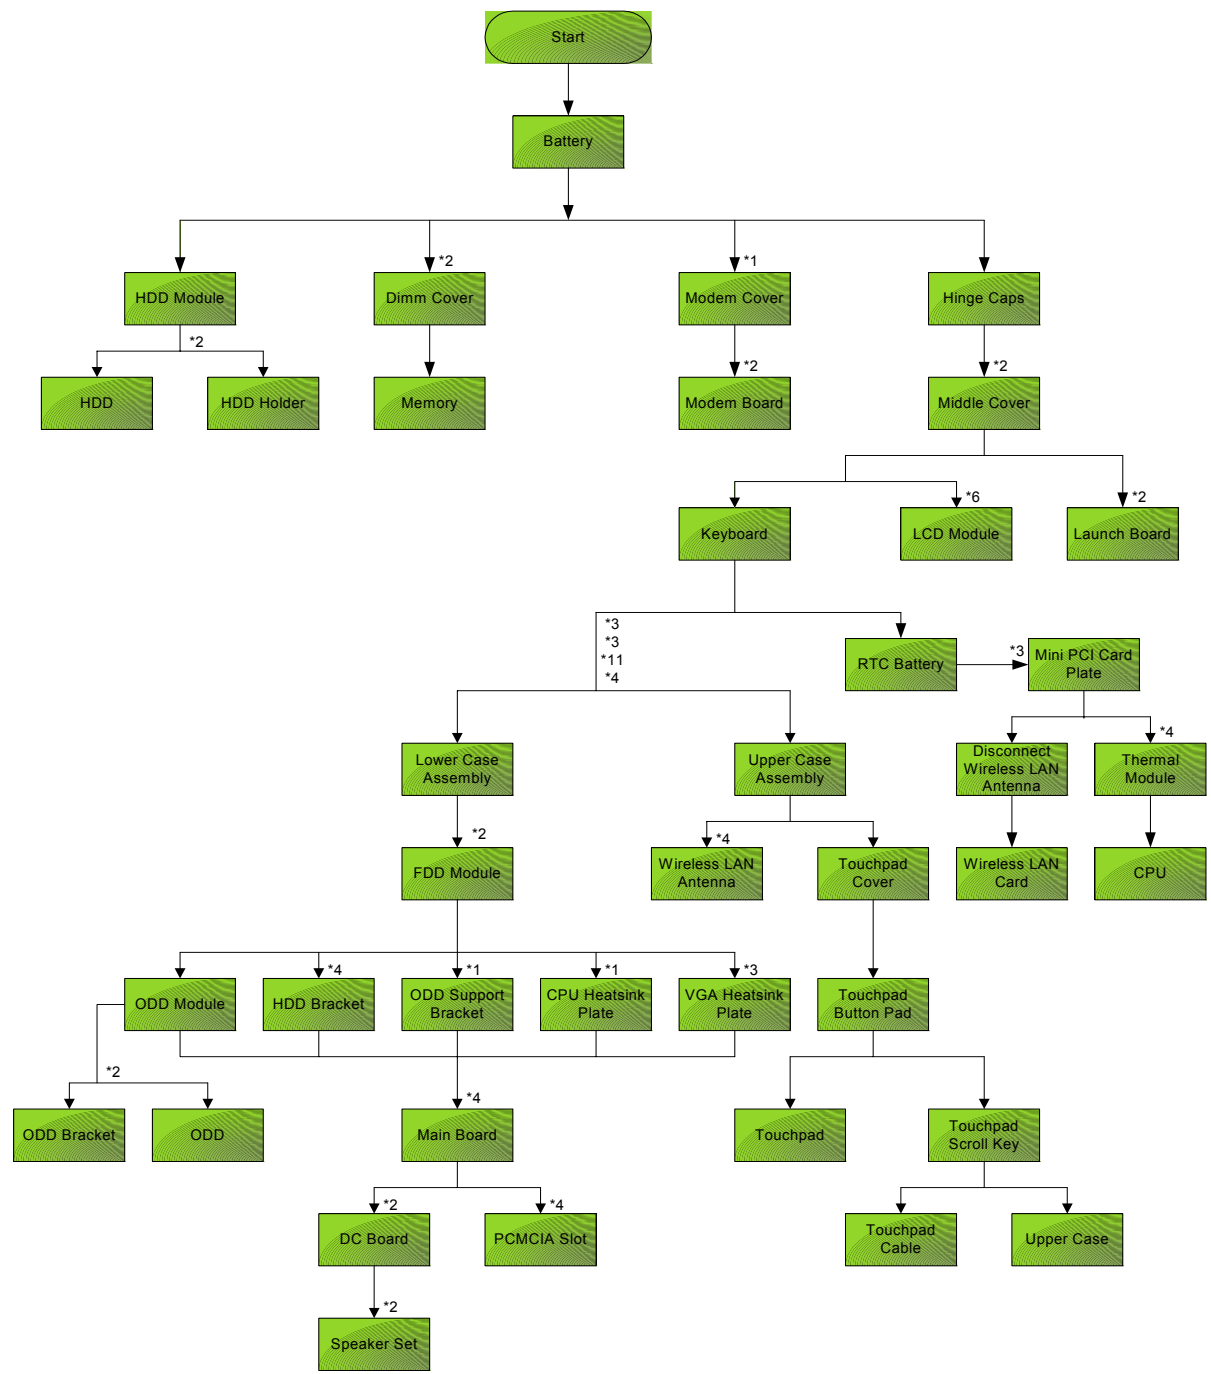 Start
Battery
*2
*1
HDD Module
Dimm Cover
Modem Cover
Hinge Caps
*2
*2
*2
HDD
HDD Holder
Memory
Modem Board
Middle Cover
*6
*2
Keyboard
LCD Module
Launch Board
*3
*3
*11
*4
RTC Battery
*3
Mini PCI Card
Plate
*4
Lower Case
Assembly
Upper Case
Assembly
Disconnect
Wireless LAN
Antenna
Thermal
Module
*2
*4
FDD Module
Wireless LAN
Antenna
Touchpad
Cover
Wireless LAN
Card
CPU
*4
*1
*1
*3
ODD Module
HDD Bracket
ODD Support
Bracket
CPU Heatsink
Plate
VGA Heatsink
Plate
Touchpad
Button Pad
*2
*4
ODD Bracket
ODD
Main Board
Touchpad
Touchpad
Scroll Key
*2
*4
DC Board
PCMCIA Slot
Touchpad
Cable
Upper Case
*2
Speaker Set